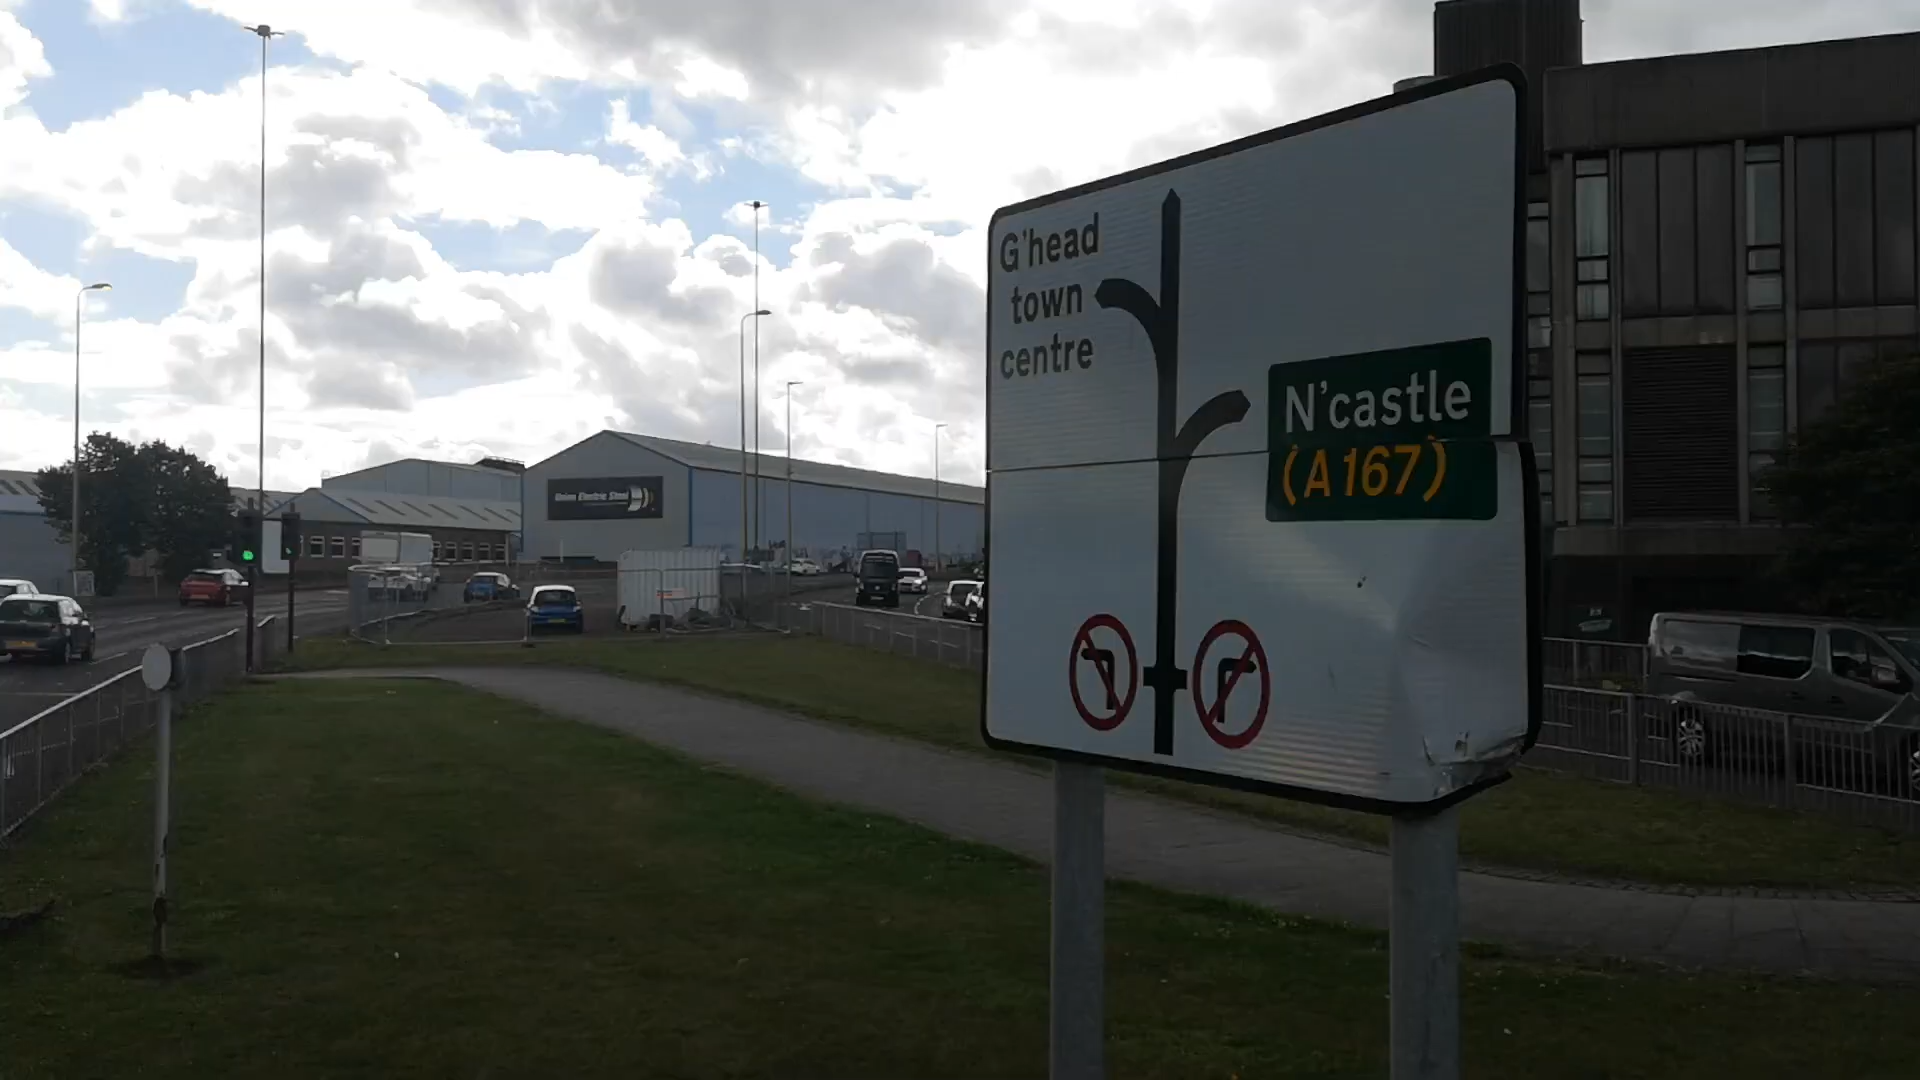 G'head
town
centre
N'castle
(A167)
Union Electric Steel